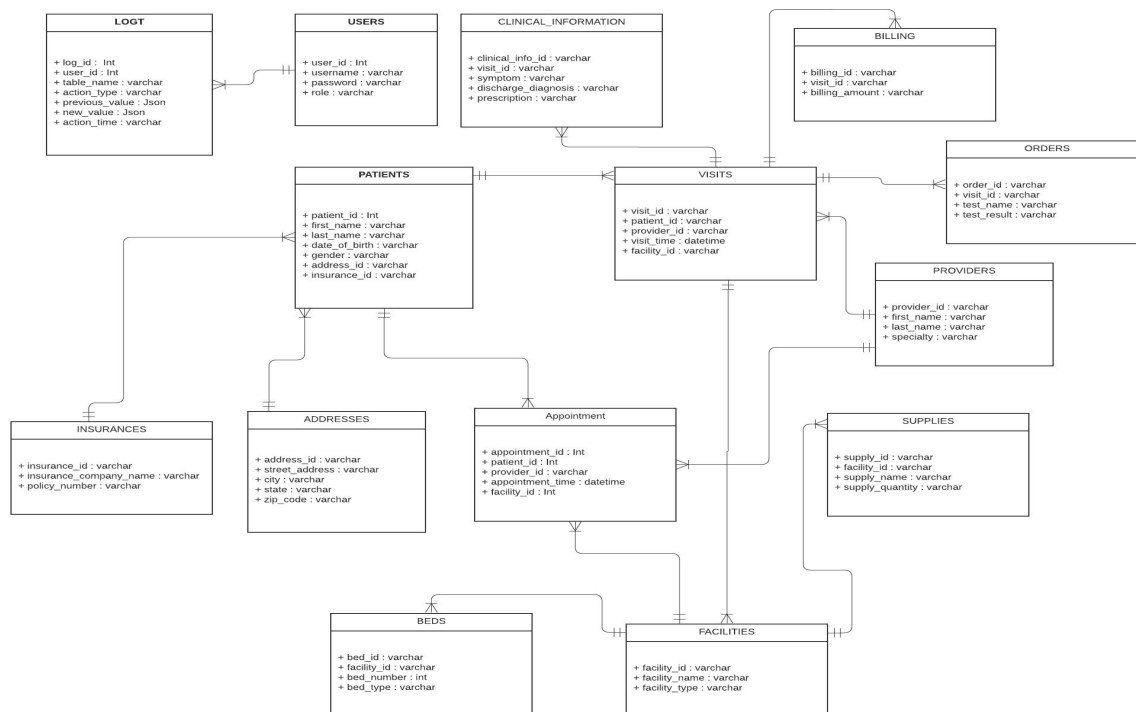 LOGT
+ log_id : Int
+ user_id : Int
+ table_name : varchar
+ action_type : varchar
+ previous_value : Json
+ new_value : Json
+ action_time : varchar
USERS
+ user_id : Int
+ username : varchar
+ password : varchar
+ role : varchar
CLINICAL_INFORMATION
+ clinical_info_id : varchar
+ visit_id : varchar
+ symptom : varchar
+ discharge_diagnosis : varchar
+ prescription : varchar
BILLING
+ billing_id : varchar
+ visit_id : varchar
+ billing_amount : varchar
ORDERS
+ order_id : varchar
+ visit_id : varchar
+ test_name : varchar
+ test_result : varchar
PATIENTS
+ patient_id : Int
+ first_name : varchar
+ last_name : varchar
+ date_of_birth : varchar
+ gender : varchar
+ address_id : varchar
+ insurance_id : varchar
VISITS
+ visit_id : varchar
+ patient_id : varchar
+ provider_id : varchar
+ visit_time : datetime
+ facility_id : varchar
PROVIDERS
+ provider_id : varchar
+ first_name : varchar
+ last_name : varchar
+ specialty ; varchar
INSURANCES
+ insurance_id : varchar
+ insurance_company_name : varchar
+ policy_number : varchar
ADDRESSES
+ address_id : varchar
+ street_address : varchar
+ city : varchar
+ state : varchar
+ zip_code : varchar
Appointment
+ appointment_id : Int
+ patient_id : Int
+ provider_id : varchar
+ appointment_time : datetime
+ facility_id : Int
SUPPLIES
+ supply_id : varchar
+ facility_id : varchar
+ supply_name : varchar
+ supply_quantity : varchar
BEDS
+ bed_id : varchar
+ facility_id : varchar
+ bed_number : int
+ bed_type : varchar
FACILITIES
+ facility_id : varchar
+ facility_name : varchar
+ facility_type : varchar